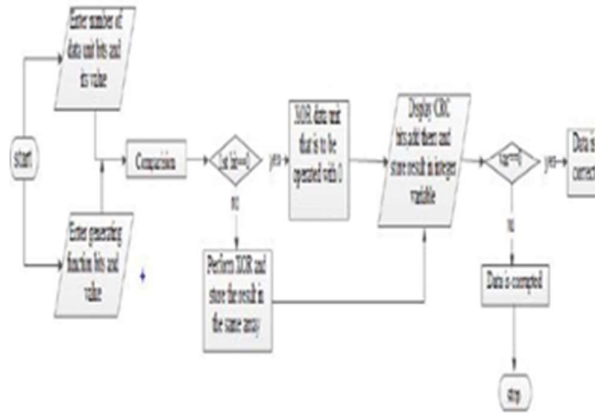 Enter number of
data unit bits and
its value
start
Enter generating
function bits and
value
Comparision
1st bit==0
yes
no
XOR data unit
that is to be
operated with 0
Perform XOR and
store the result in
the same array
Display CRC
bits,add them and
store result in integer
variable
yes
no
Data is
correct
Data is corrupted
stop